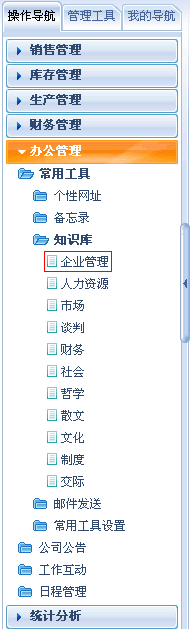 操作导航 管理工具 我的导航
销售管理
库存管理
生产管理
财务管理
办公管理
常用工具
个性网址
备忘录
知识库
企业管理
人力资源
市场
谈判
财务
社会
哲学
散文
文化
制度
交际
邮件发送
常用工具设置
公司公告
工作互动
日程管理
统计分析